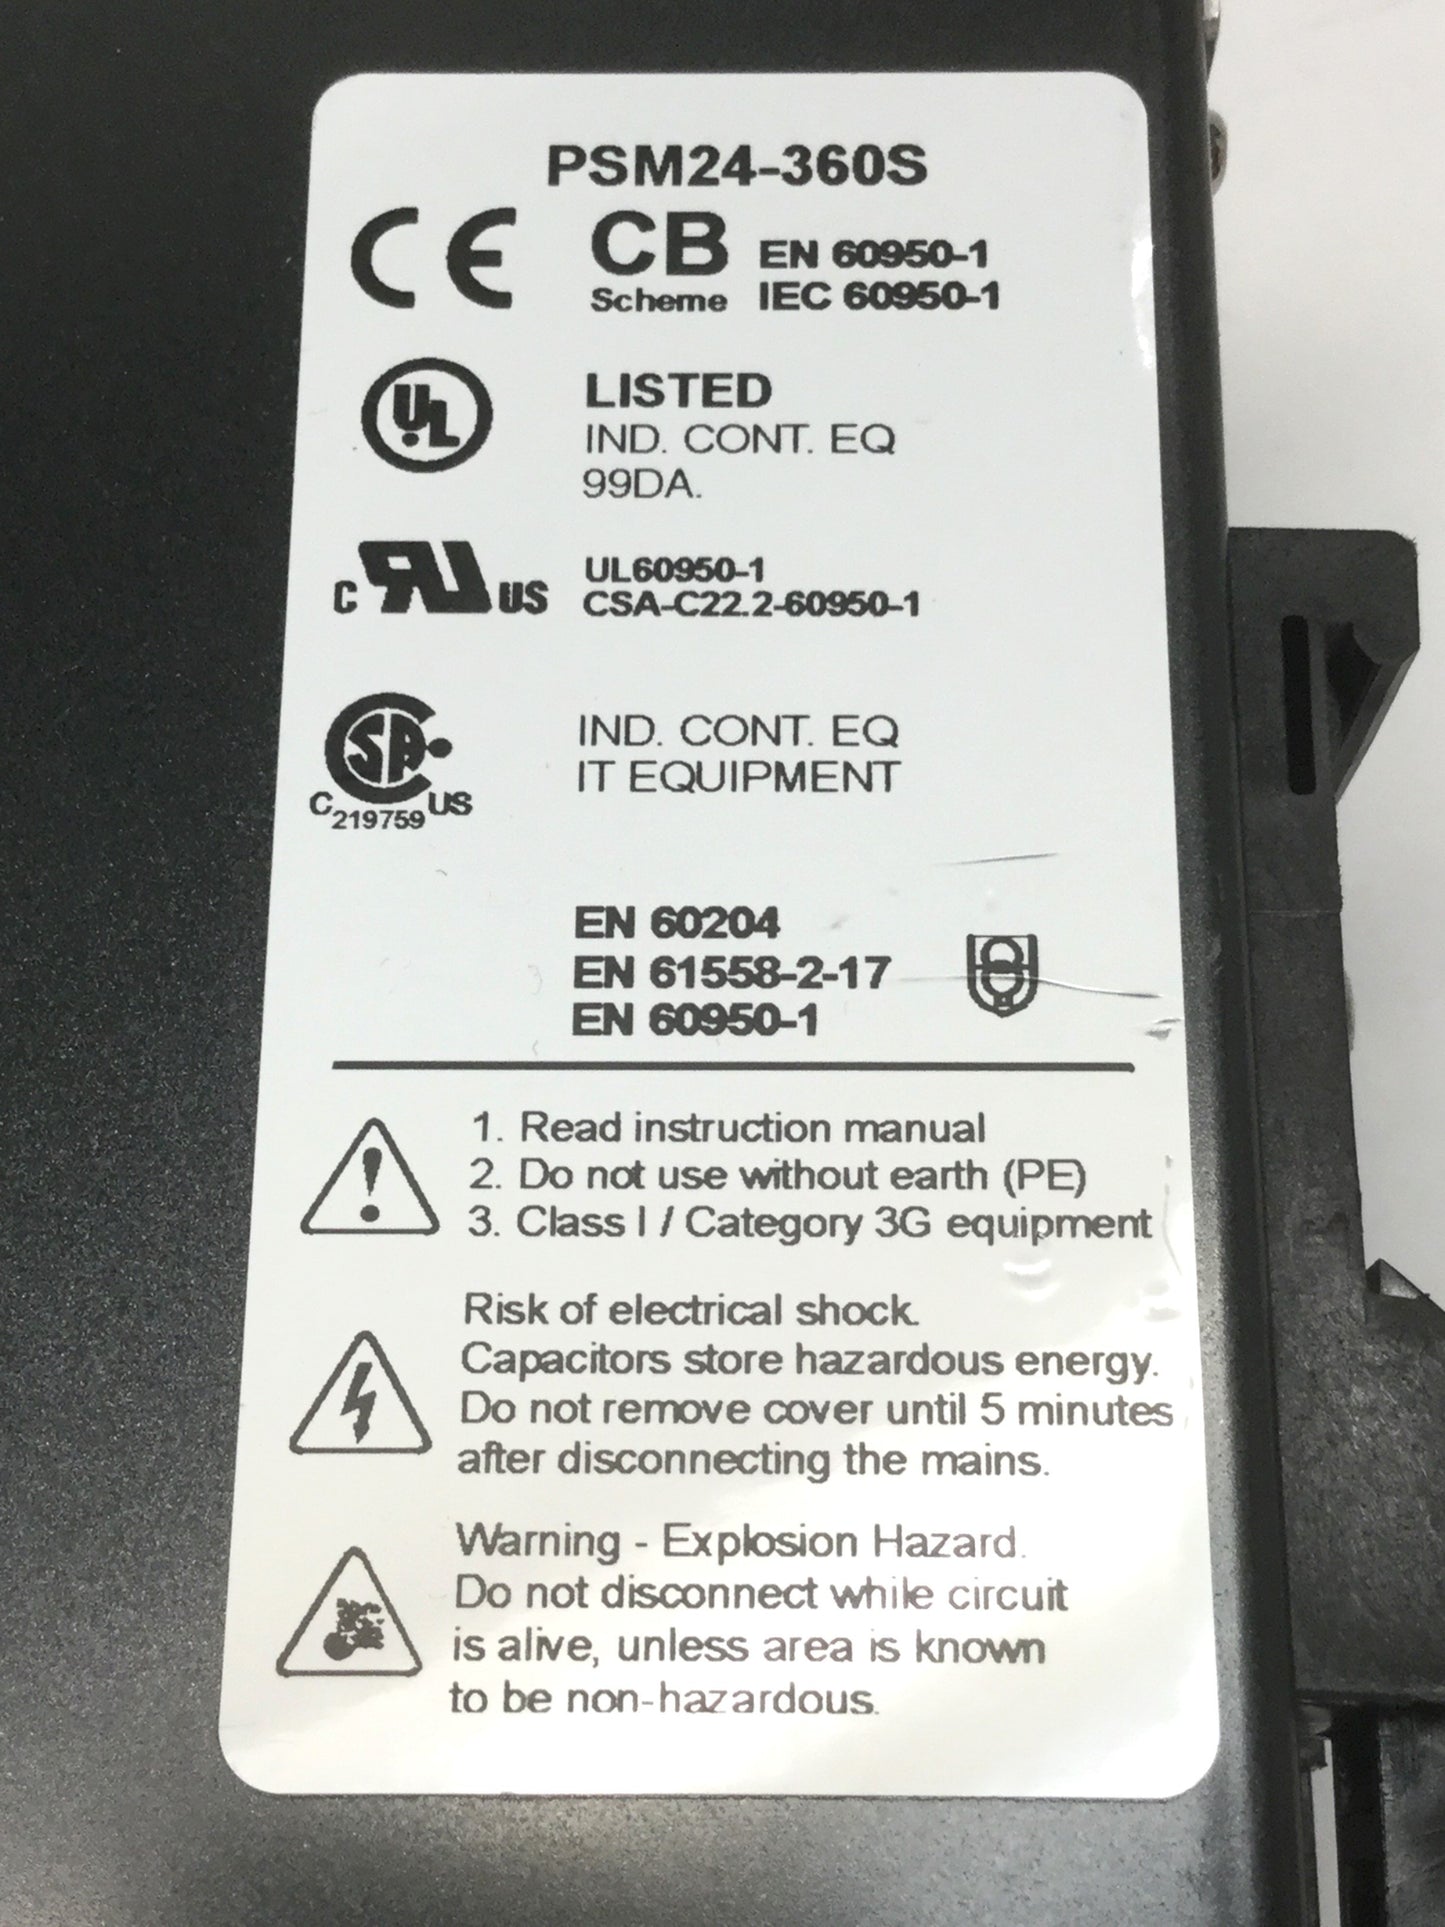 PSM24-360S
CE CB Scheme EN 60950-1
IEC 60950-1
UL LISTED
IND. CONT. EQ
99DA.
C RU US UL60950-1
CSA-C22.2-60950-1
SA C 219759 US IND. CONT. EQ
IT EQUIPMENT
EN 60204
EN 61558-2-17
EN 60950-1
1. Read instruction manual
2. Do not use without earth (PE)
3. Class I / Category 3G equipment
Risk of electrical shock.
Capacitors store hazardous energy.
Do not remove cover until 5 minutes
after disconnecting the mains.
Warning - Explosion Hazard.
Do not disconnect while circuit
is alive, unless area is known
to be non-hazardous.